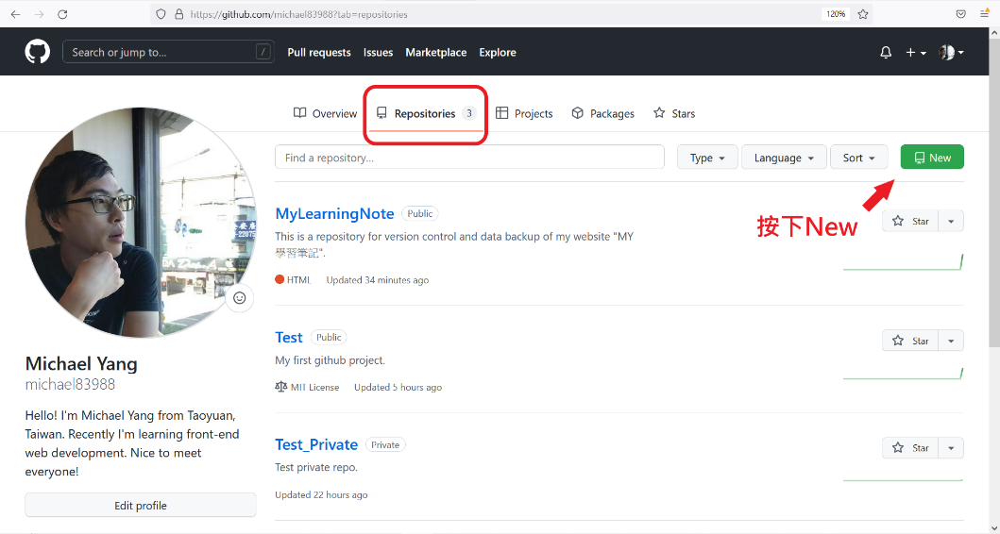 https://github.com/michael83988?tab=repositories
120%
Search or jump to...
/
Pull requests
Issues
Marketplace
Explore
Overview
Repositories 3
Projects
Packages
Stars
Find a repository...
Type
Language
Sort
New
MyLearningNote Public
Star
按下New
This is a repository for version control and data backup of my website "MY
學習筆記".
HTML Updated 34 minutes ago
Test Public
Star
My first github project.
MIT License Updated 5 hours ago
Test_Private Private
Star
Test private repo.
Updated 22 hours ago
Michael Yang
michael83988
Hello! I'm Michael Yang from Taoyuan,
Taiwan. Recently I'm learning front-end
web development. Nice to meet
everyone!
Edit profile